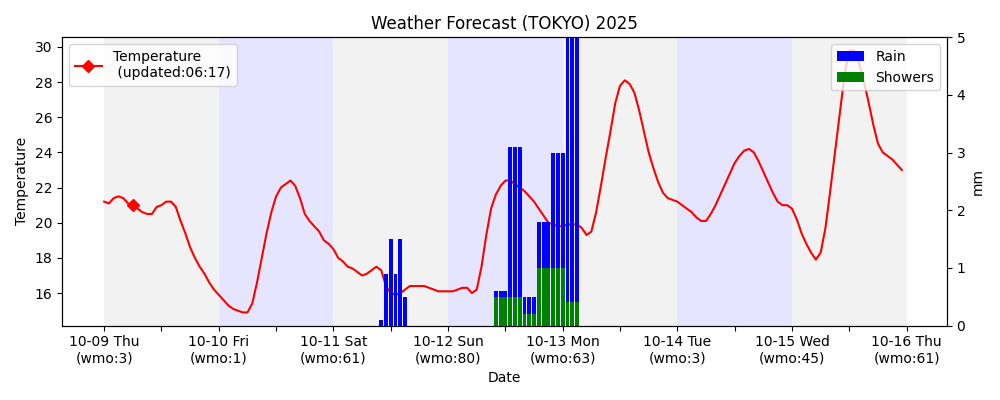 Weather Forecast (TOKYO) 2025
Temperature
(updated:06:17)
Rain
Showers
30
28
26
24
22
20
18
16
Temperature
5
4
3
2
1
0
mm
10-09 Thu
(wmo:3)
10-10 Fri
(wmo:1)
10-11 Sat
(wmo:61)
10-12 Sun
(wmo:80)
10-13 Mon
(wmo:63)
10-14 Tue
(wmo:3)
10-15 Wed
(wmo:45)
10-16 Thu
(wmo:61)
Date